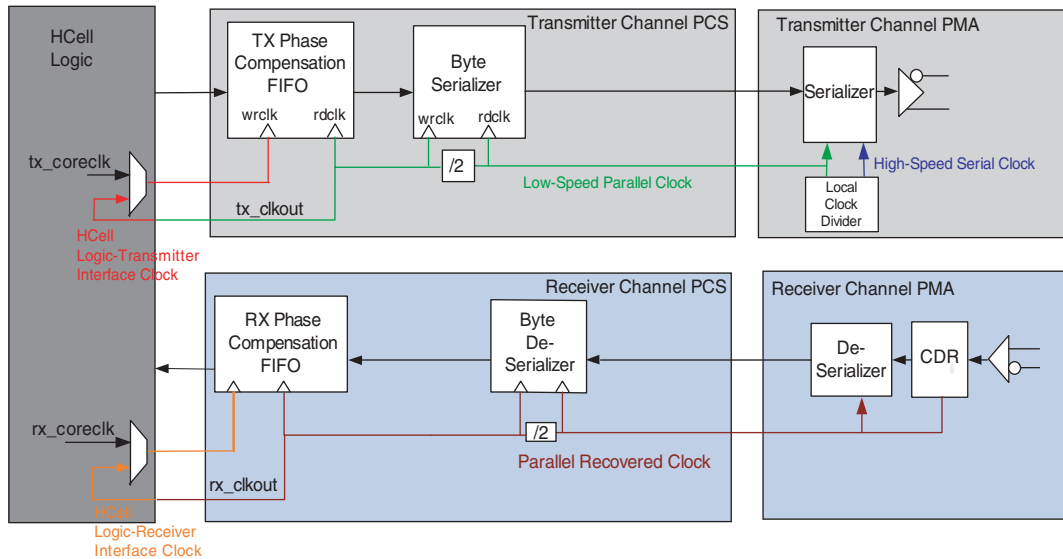 HCell
Logic
Transmitter Channel PCS
Transmitter Channel PMA
TX Phase
Compensation
FIFO
wrclk
rdclk
Byte
Serializer
wrclk
rdclk
/2
Serializer
tx_coreclk
tx_clkout
Low-Speed Parallel Clock
High-Speed Serial Clock
Local
Clock
Divider
HCell
Logic-Transmitter
Interface Clock
Receiver Channel PCS
Receiver Channel PMA
RX Phase
Compensation
FIFO
Byte
De-
Serializer
/2
De-
Serializer
CDR
rx_coreclk
rx_clkout
Parallel Recovered Clock
HCell
Logic-Receiver
Interface Clock